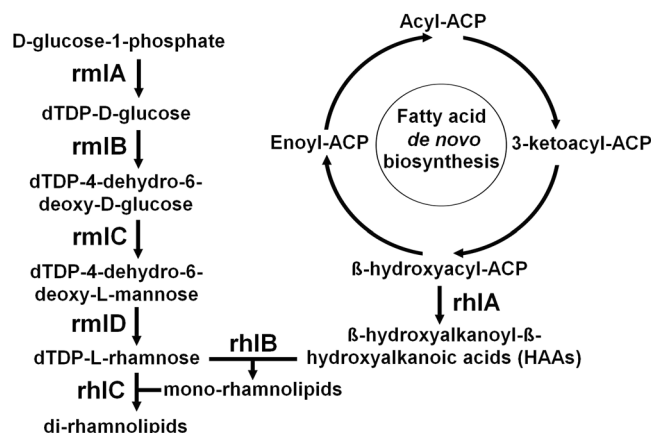 D-glucose-1-phosphate
rmlA
dTDP-D-glucose
rmlB
dTDP-4-dehydro-6-
deoxy-D-glucose
rmlC
dTDP-4-dehydro-6-
deoxy-L-mannose
rmlD
dTDP-L-rhamnose
rhlC
di-rhamnolipids
rhlB
mono-rhamnolipids
Acyl-ACP
3-ketoacyl-ACP
Enoyl-ACP
Fatty acid
de novo
biosynthesis
ß-hydroxyacyl-ACP
rhlA
ß-hydroxyalkanoyl-ß-
hydroxyalkanoic acids (HAAs)